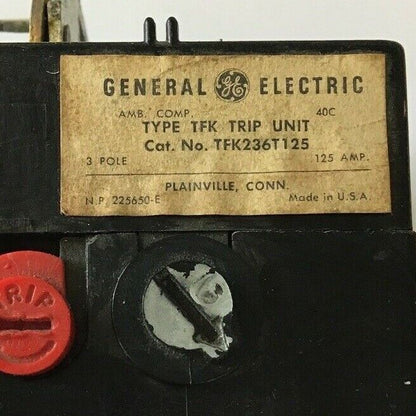 GENERAL GE ELECTRIC
AMB. COMP. 40C
TYPE TFK TRIP UNIT
Cat. No. TFK236T125
3 POLE 125 AMP.
PLAINVILLE, CONN.
N.P. 225650-E Made in U.S.A.
TRIP